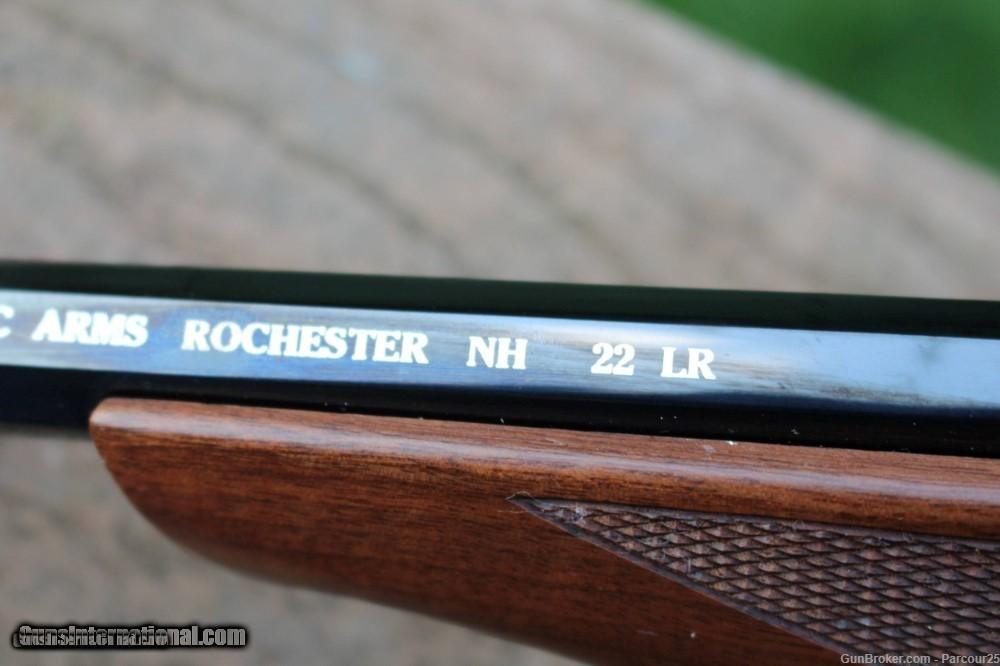 C ARMS ROCHESTER NH 22 LR
GunsInternational.com
GunBroker.com - Parcour25